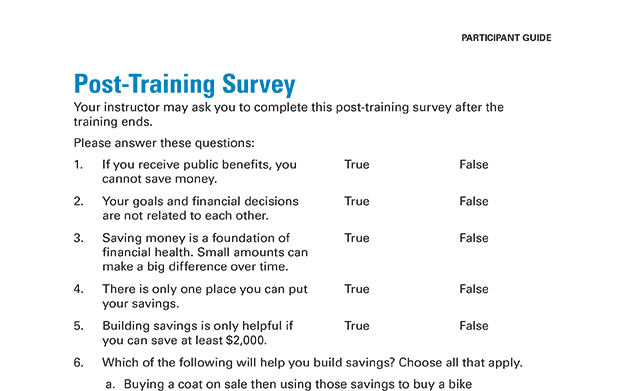 PARTICIPANT GUIDE
Post-Training Survey
Your instructor may ask you to complete this post-training survey after the
training ends.
Please answer these questions:
1. If you receive public benefits, you True False
cannot save money.
2. Your goals and financial decisions True False
are not related to each other.
3. Saving money is a foundation of True False
financial health. Small amounts can
make a big difference over time.
4. There is only one place you can put True False
your savings.
5. Building savings is only helpful if True False
you can save at least $2,000.
6. Which of the following will help you build savings? Choose all that apply.
a. Buying a coat on sale then using those savings to buy a bike